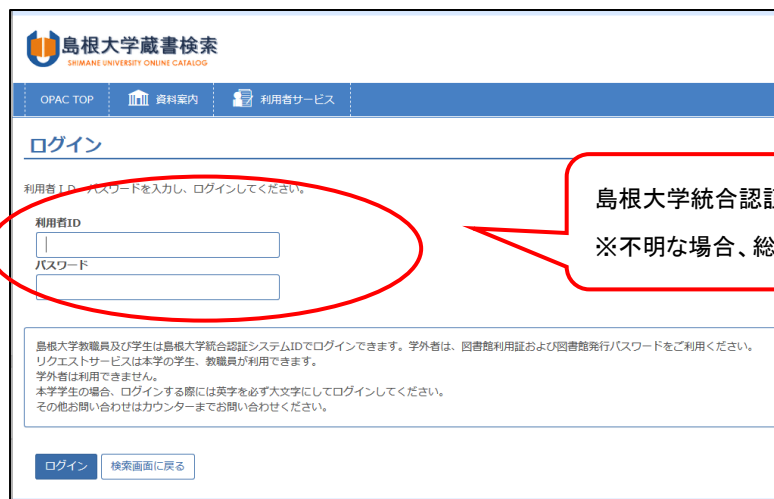 島根大学蔵書検索
SHIMANE UNIVERSITY ONLINE CATALOG
OPAC TOP 資料案内 利用者サービス
ログイン
利用者ID・パスワードを入力し、ログインしてください。
利用者ID
パスワード
島根大学統合認証
※不明な場合、総
島根大学教職員及び学生は島根大学統合認証システムIDでログインできます。学外者は、図書館利用証および図書館発行パスワードをご利用ください。
リクエストサービスは本学の学生、教職員が利用できます。
学外者は利用できません。
本学学生の場合、ログインする際には英字を必ず大文字にしてログインしてください。
その他お問い合わせはカウンターまでお問い合わせください。
ログイン 検索画面に戻る